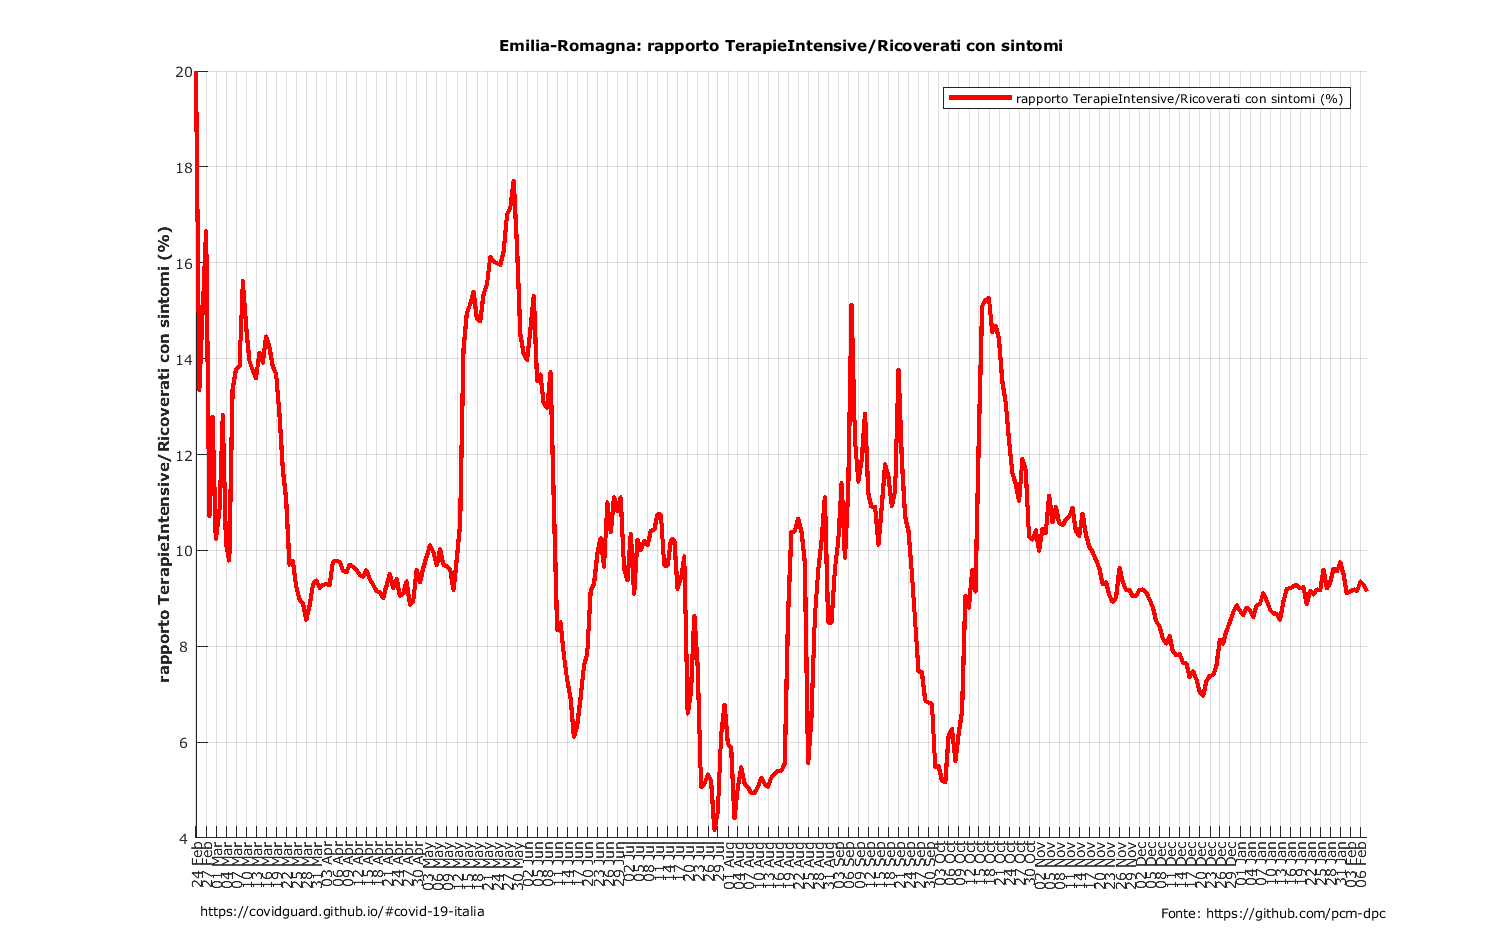 Emilia-Romagna: rapporto TerapieIntensive/Ricoverati con sintomi
rapporto TerapieIntensive/Ricoverati con sintomi (%)
rapporto TerapieIntensive/Ricoverati con sintomi (%)
20
18
16
14
12
10
8
6
4
24 Feb
27 Feb
01 Mar
04 Mar
07 Mar
10 Mar
13 Mar
16 Mar
19 Mar
22 Mar
25 Mar
28 Mar
31 Mar
03 Apr
06 Apr
09 Apr
12 Apr
15 Apr
18 Apr
21 Apr
24 Apr
27 Apr
30 Apr
03 May
06 May
09 May
12 May
15 May
18 May
21 May
24 May
27 May
30 May
02 Jun
05 Jun
08 Jun
11 Jun
14 Jun
17 Jun
20 Jun
23 Jun
26 Jun
29 Jun
02 Jul
05 Jul
08 Jul
11 Jul
14 Jul
17 Jul
20 Jul
23 Jul
26 Jul
29 Jul
01 Aug
04 Aug
07 Aug
10 Aug
13 Aug
16 Aug
19 Aug
22 Aug
25 Aug
28 Aug
31 Aug
03 Sep
06 Sep
09 Sep
12 Sep
15 Sep
18 Sep
21 Sep
24 Sep
27 Sep
30 Sep
03 Oct
06 Oct
09 Oct
12 Oct
15 Oct
18 Oct
21 Oct
24 Oct
27 Oct
30 Oct
02 Nov
05 Nov
08 Nov
11 Nov
14 Nov
17 Nov
20 Nov
23 Nov
26 Nov
29 Nov
02 Dec
05 Dec
08 Dec
11 Dec
14 Dec
17 Dec
20 Dec
23 Dec
26 Dec
29 Dec
01 Jan
04 Jan
07 Jan
10 Jan
13 Jan
16 Jan
19 Jan
22 Jan
25 Jan
28 Jan
31 Jan
03 Feb
06 Feb
https://covidguard.github.io/#covid-19-italia
Fonte: https://github.com/pcm-dpc